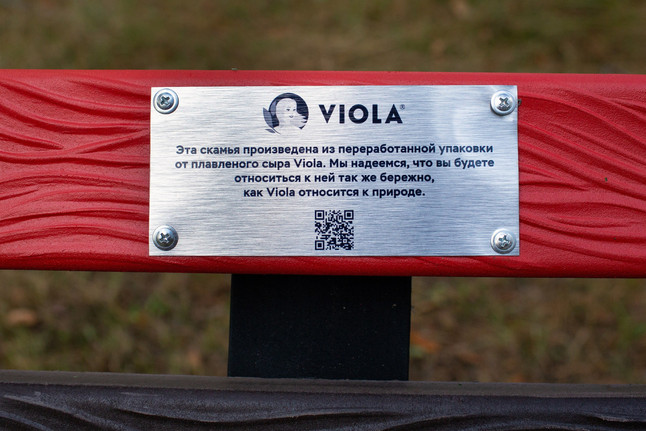 VIOLA®
Эта скамья произведена из переработанной упаковки
от плавленого сыра Viola. Мы надеемся, что вы будете
относиться к ней так же бережно,
как Viola относится к природе.